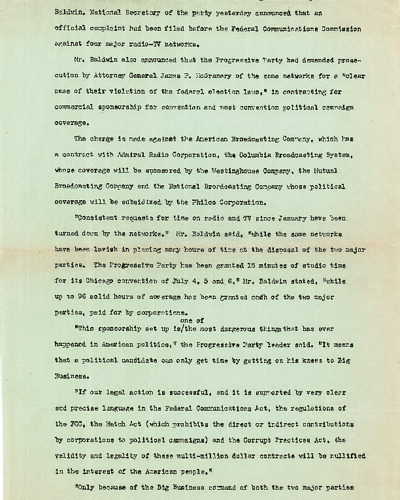 Baldwin, National Secretary of the party yesterday announced that an
official complaint had been filed before the Federal Communications Commission
against four major radio-TV networks.
Mr. Baldwin also announced that the Progressive Party had demanded prose-
cution by Attorney General James P. McGranery of the same networks for a "clear
case of their violation of the federal election laws," in contracting for
commercial sponsorship for convention and post convention political campaign
coverage.
The charge is made against the American Broadcasting Company, which has
a contract with Admiral Radio Corporation, the Columbia Broadcasting System,
whose coverage will be sponsored by the Westinghouse Company, the Mutual
Broadcasting Company and the National Broadcasting Company whose political
coverage will be subsidized by the Philco Corporation.
"Consistent requests for time on radio and TV since January have been
turned down by the networks." Mr. Baldwin said, "while the same networks
have been lavish in placing many hours of time at the disposal of the two major
parties. The Progressive Party has been granted 15 minutes of studio time
for its Chicago convention of July 4, 5 and 6," Mr. Baldwin stated, "while
up to 96 solid hours of coverage has been granted each of the two major
parties, paid for by corporations.
one of
"This sponsorship set up is/the most dangerous things that has ever
happened in American politics," the Progressive Party leader said. "It means
that a political candidate can only get time by getting on his knees to Big
Business.
"If our legal action is successful, and it is supported by very clear
and precise language in the Federal Communications Act, the regulations of
the FCC, the Hatch Act (which prohibits the direct or indirect contributions
by corporations to political campaigns) and the Corrupt Practices Act, the
validity and legality of these multi-million dollar contracts will be nullified
in the interest of the American people."
"Only because of the Big Business command of both the two major parties